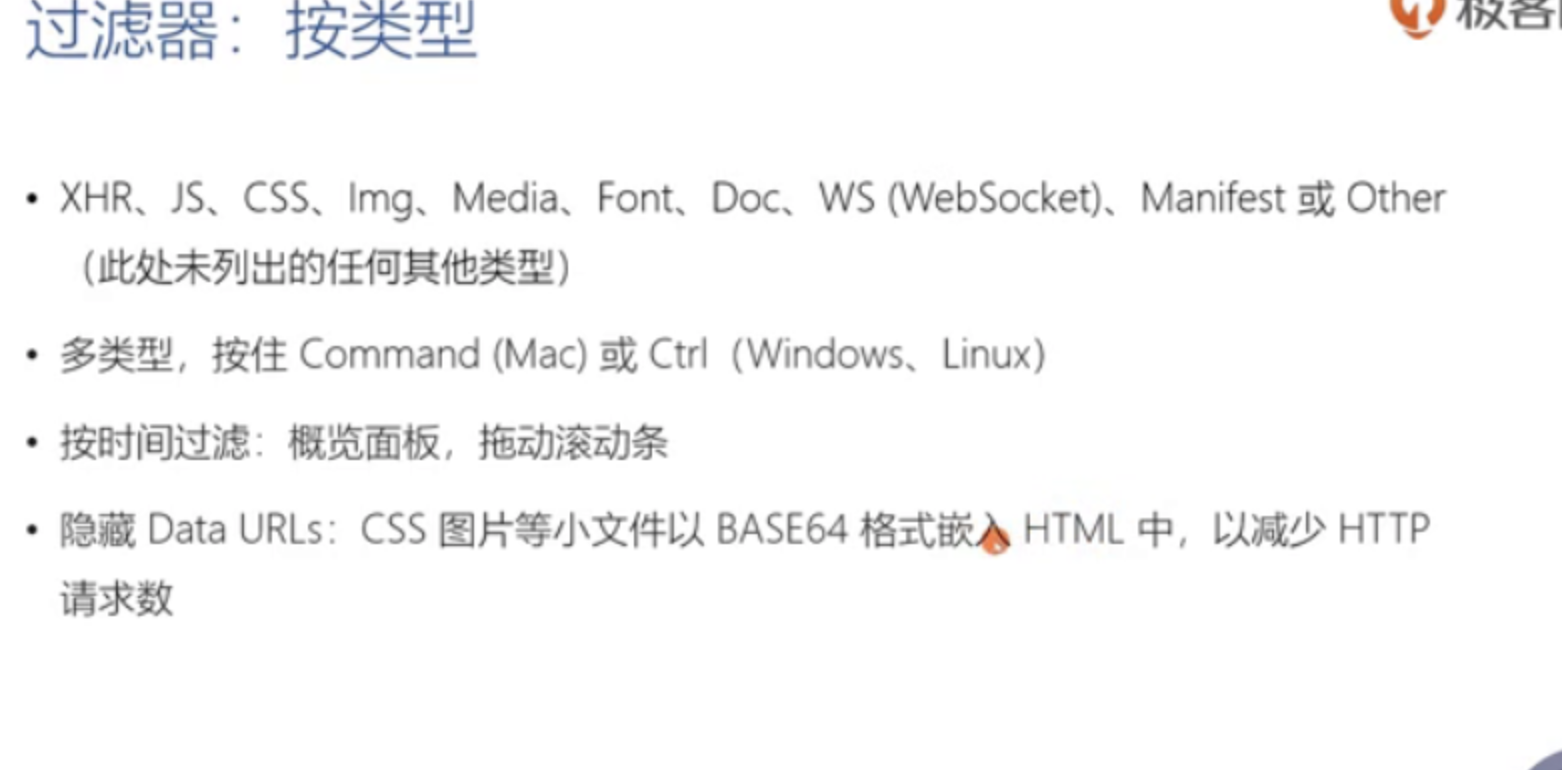 过滤器：按类型
极客
• XHR、JS、CSS、Img、Media、Font、Doc、WS (WebSocket)、Manifest 或 Other
（此处未列出的任何其他类型）
• 多类型，按住 Command (Mac) 或 Ctrl（Windows、Linux）
• 按时间过滤：概览面板，拖动滚动条
• 隐藏 Data URLs：CSS 图片等小文件以 BASE64 格式嵌入 HTML 中，以减少 HTTP
请求数